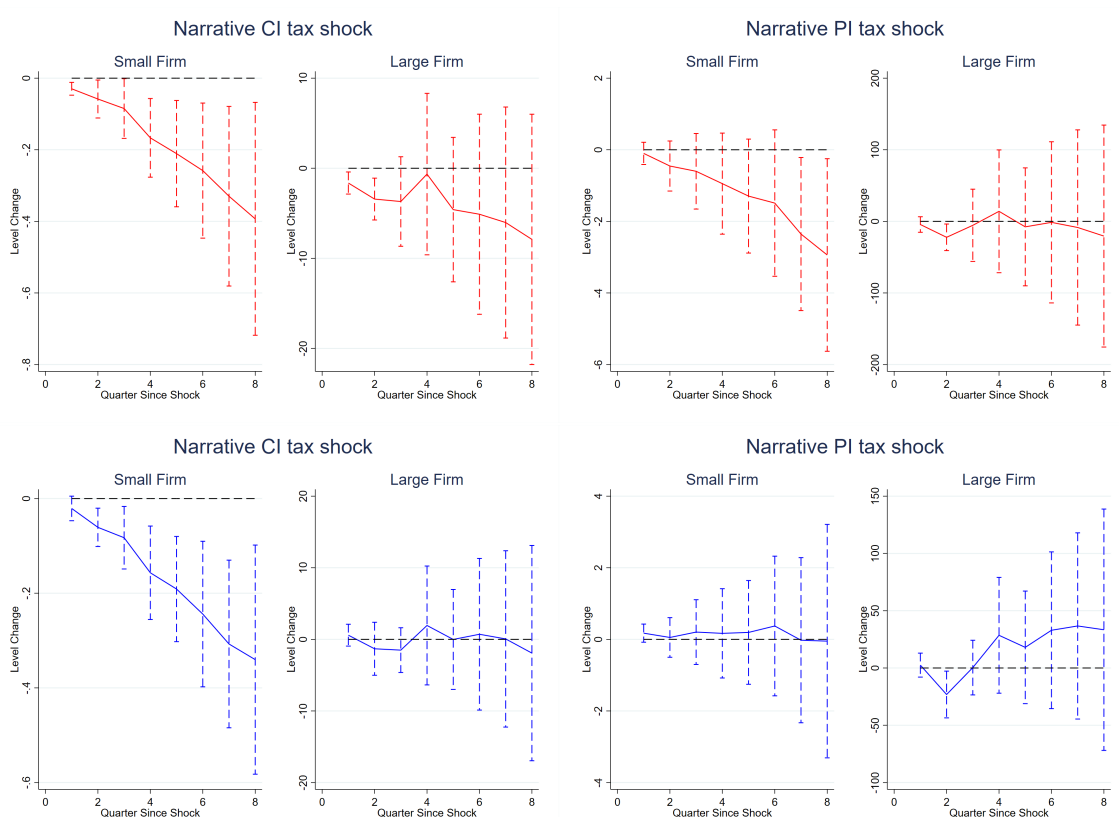 Narrative CI tax shock
Small Firm
Large Firm
Level Change
0
-.2
-.4
-.6
-.8
0 2 4 6 8
Quarter Since Shock
Level Change
10
0
-10
-20
0 2 4 6 8
Quarter Since Shock
Narrative PI tax shock
Small Firm
Large Firm
Level Change
2
0
-2
-4
-6
0 2 4 6 8
Quarter Since Shock
Level Change
200
100
0
-100
-200
0 2 4 6 8
Quarter Since Shock
Narrative CI tax shock
Small Firm
Large Firm
Level Change
0
-.2
-.4
-.6
0 2 4 6 8
Quarter Since Shock
Level Change
20
10
0
-10
-20
0 2 4 6 8
Quarter Since Shock
Narrative PI tax shock
Small Firm
Large Firm
Level Change
4
2
0
-2
-4
0 2 4 6 8
Quarter Since Shock
Level Change
150
100
50
0
-50
-100
0 2 4 6 8
Quarter Since Shock